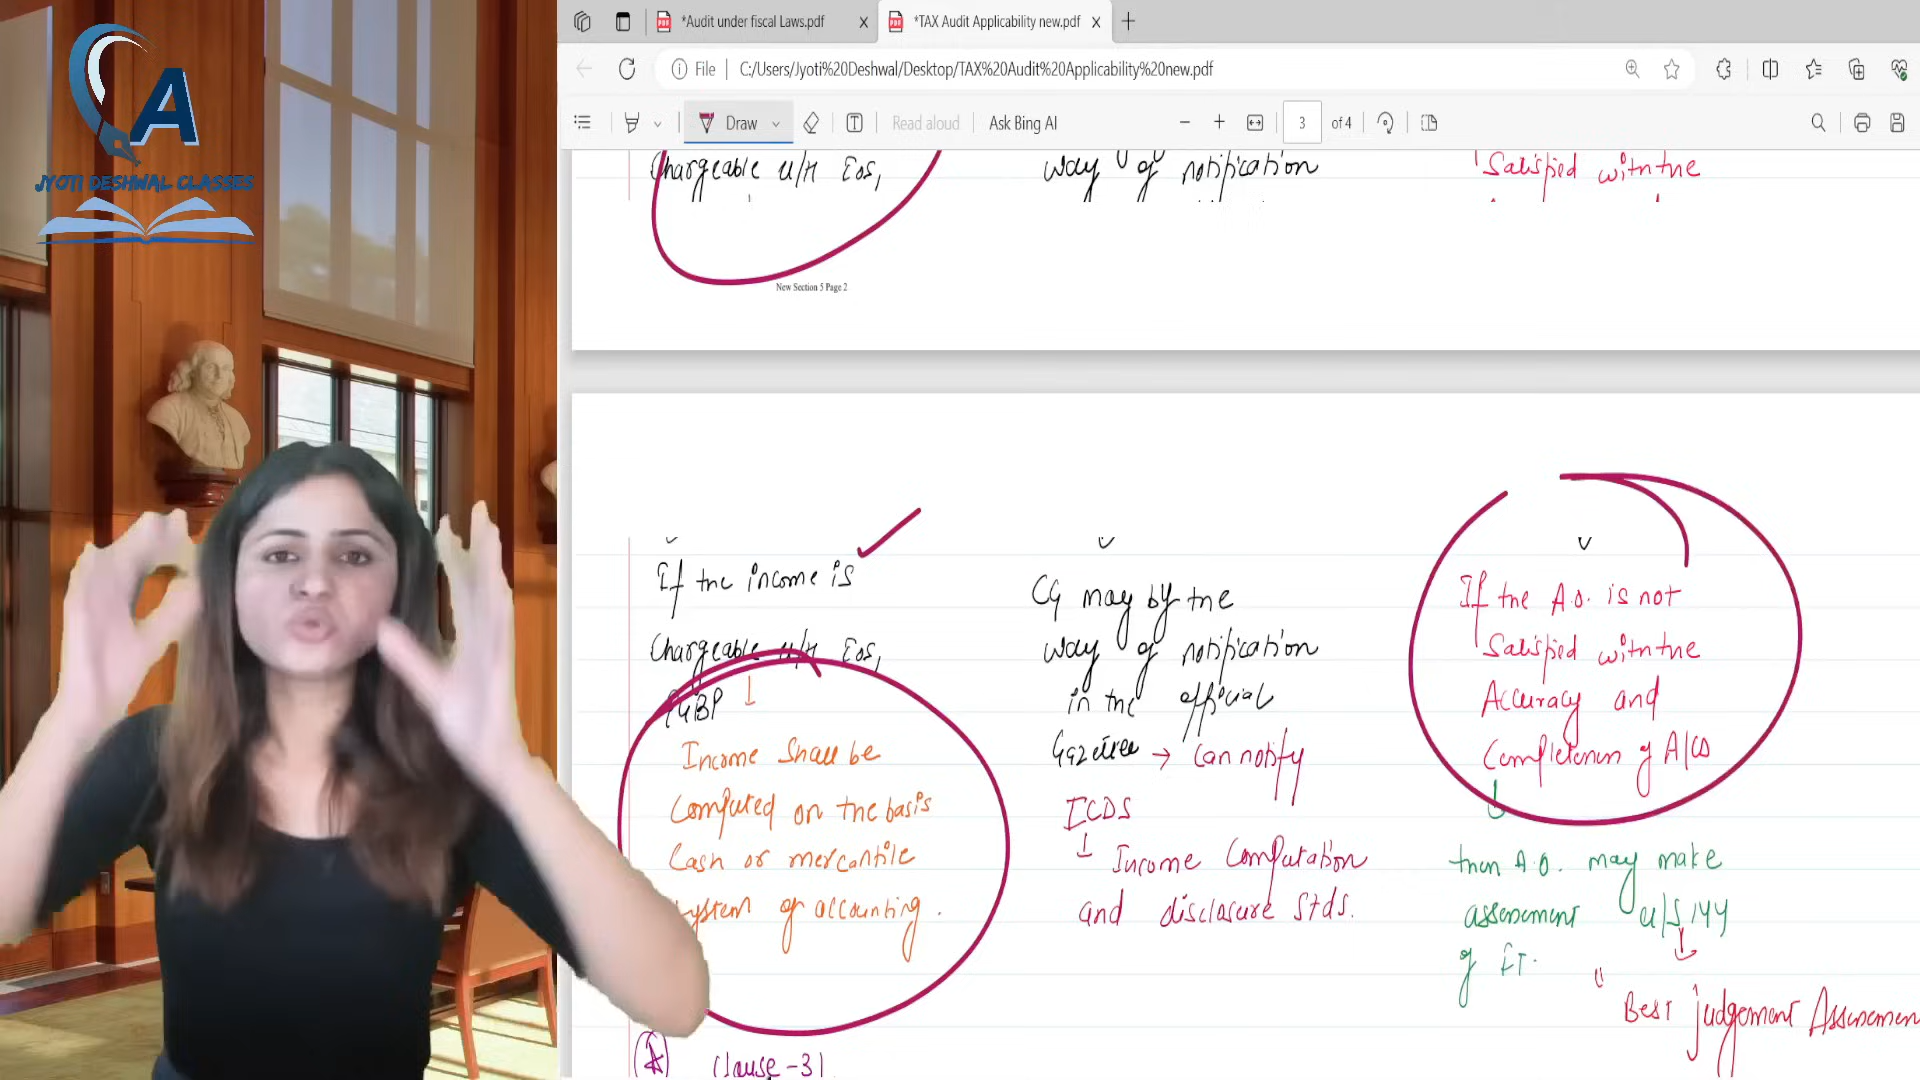 *Audit under fiscal Laws.pdf
*TAX Audit Applicability new.pdf
File
C:/Users/Jyoti%20Deshwal/Desktop/TAX%20Audit%20Applicability%20new.pdf
Draw
Read aloud
Ask Bing AI
3
of 4
A
JYOTI DESHWAL CLASSES
Chargeable u/H EOS,
way of notification
Satisfied with the
New Section 5 Page 2
If the income is
Chargeable u/H EOS,
PGBP
Income shall be
Computed on the basis
Cash or mercantile
system of accounting.
Clause-31
CG may by the
way of notification
in the official
Gazettee → Can notify
ICDS
Income Computation
and disclosure Stds.
If the A.O. is not
Satisfied with the
Accuracy and
Completeness of A/Cs
then A.O. may make
assessment u/s 144
of IT.
" Best judgement Assessmen